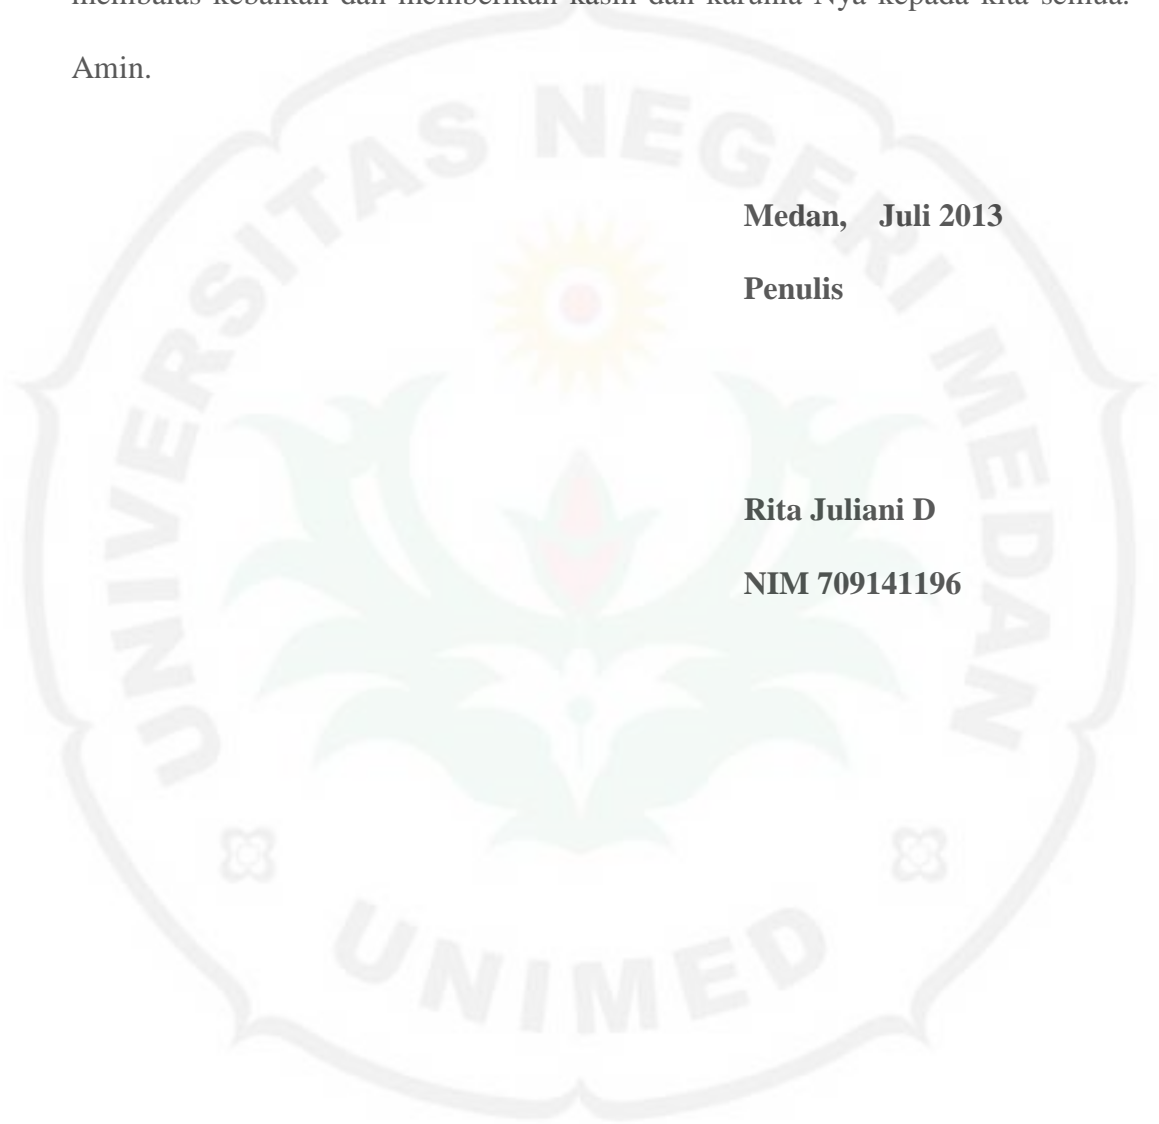 membalas kebaikan dan memberikan kasih dan karunia-Nya kepada kita semua.
Amin.
UNIVERSITAS NEGERI MEDAN
Medan, Juli 2013
Penulis
Rita Juliani D
NIM 709141196
UNIMED